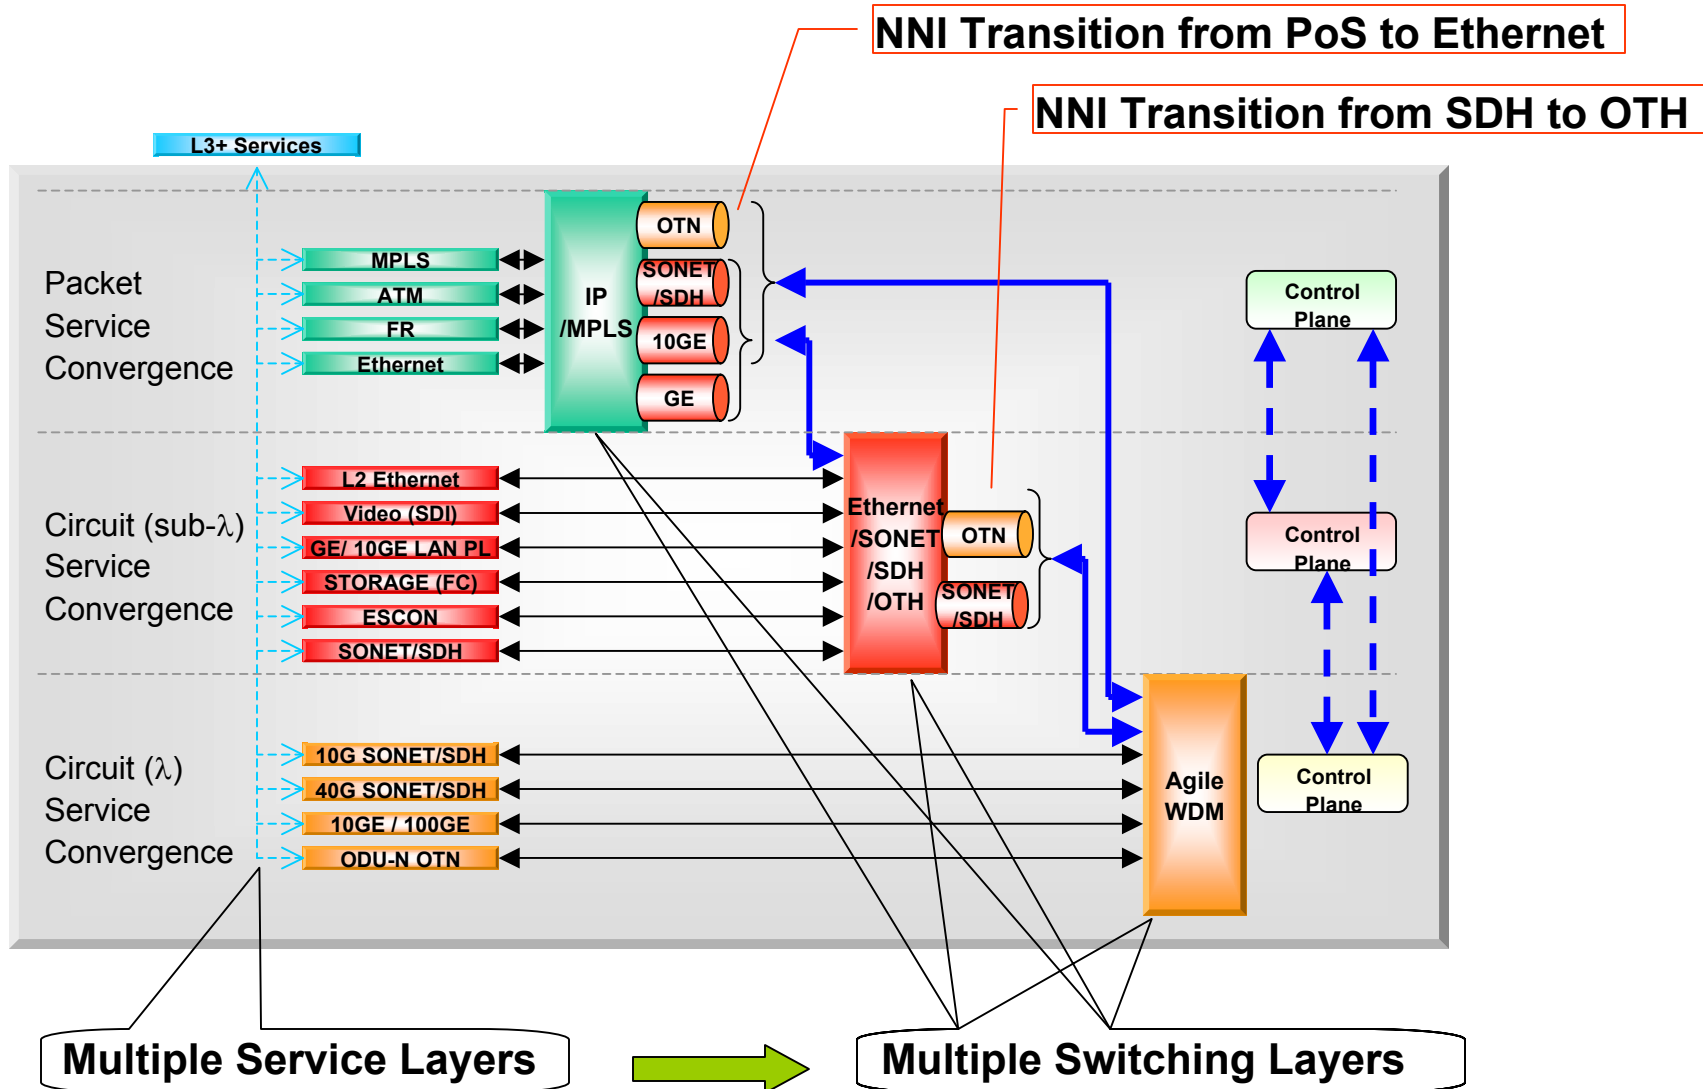 NNI Transition from PoS to Ethernet
NNI Transition from SDH to OTH
L3+ Services
Packet
Service
Convergence
MPLS
ATM
FR
Ethernet
IP
/MPLS
OTN
SONET
/SDH
10GE
GE
Control
Plane
Circuit (sub-λ)
Service
Convergence
L2 Ethernet
Video (SDI)
GE/ 10GE LAN PL
STORAGE (FC)
ESCON
SONET/SDH
Ethernet
/SONET
/SDH
/OTH
OTN
SONET
/SDH
Control
Plane
Circuit (λ)
Service
Convergence
10G SONET/SDH
40G SONET/SDH
10GE / 100GE
ODU-N OTN
Agile
WDM
Control
Plane
Multiple Service Layers
Multiple Switching Layers